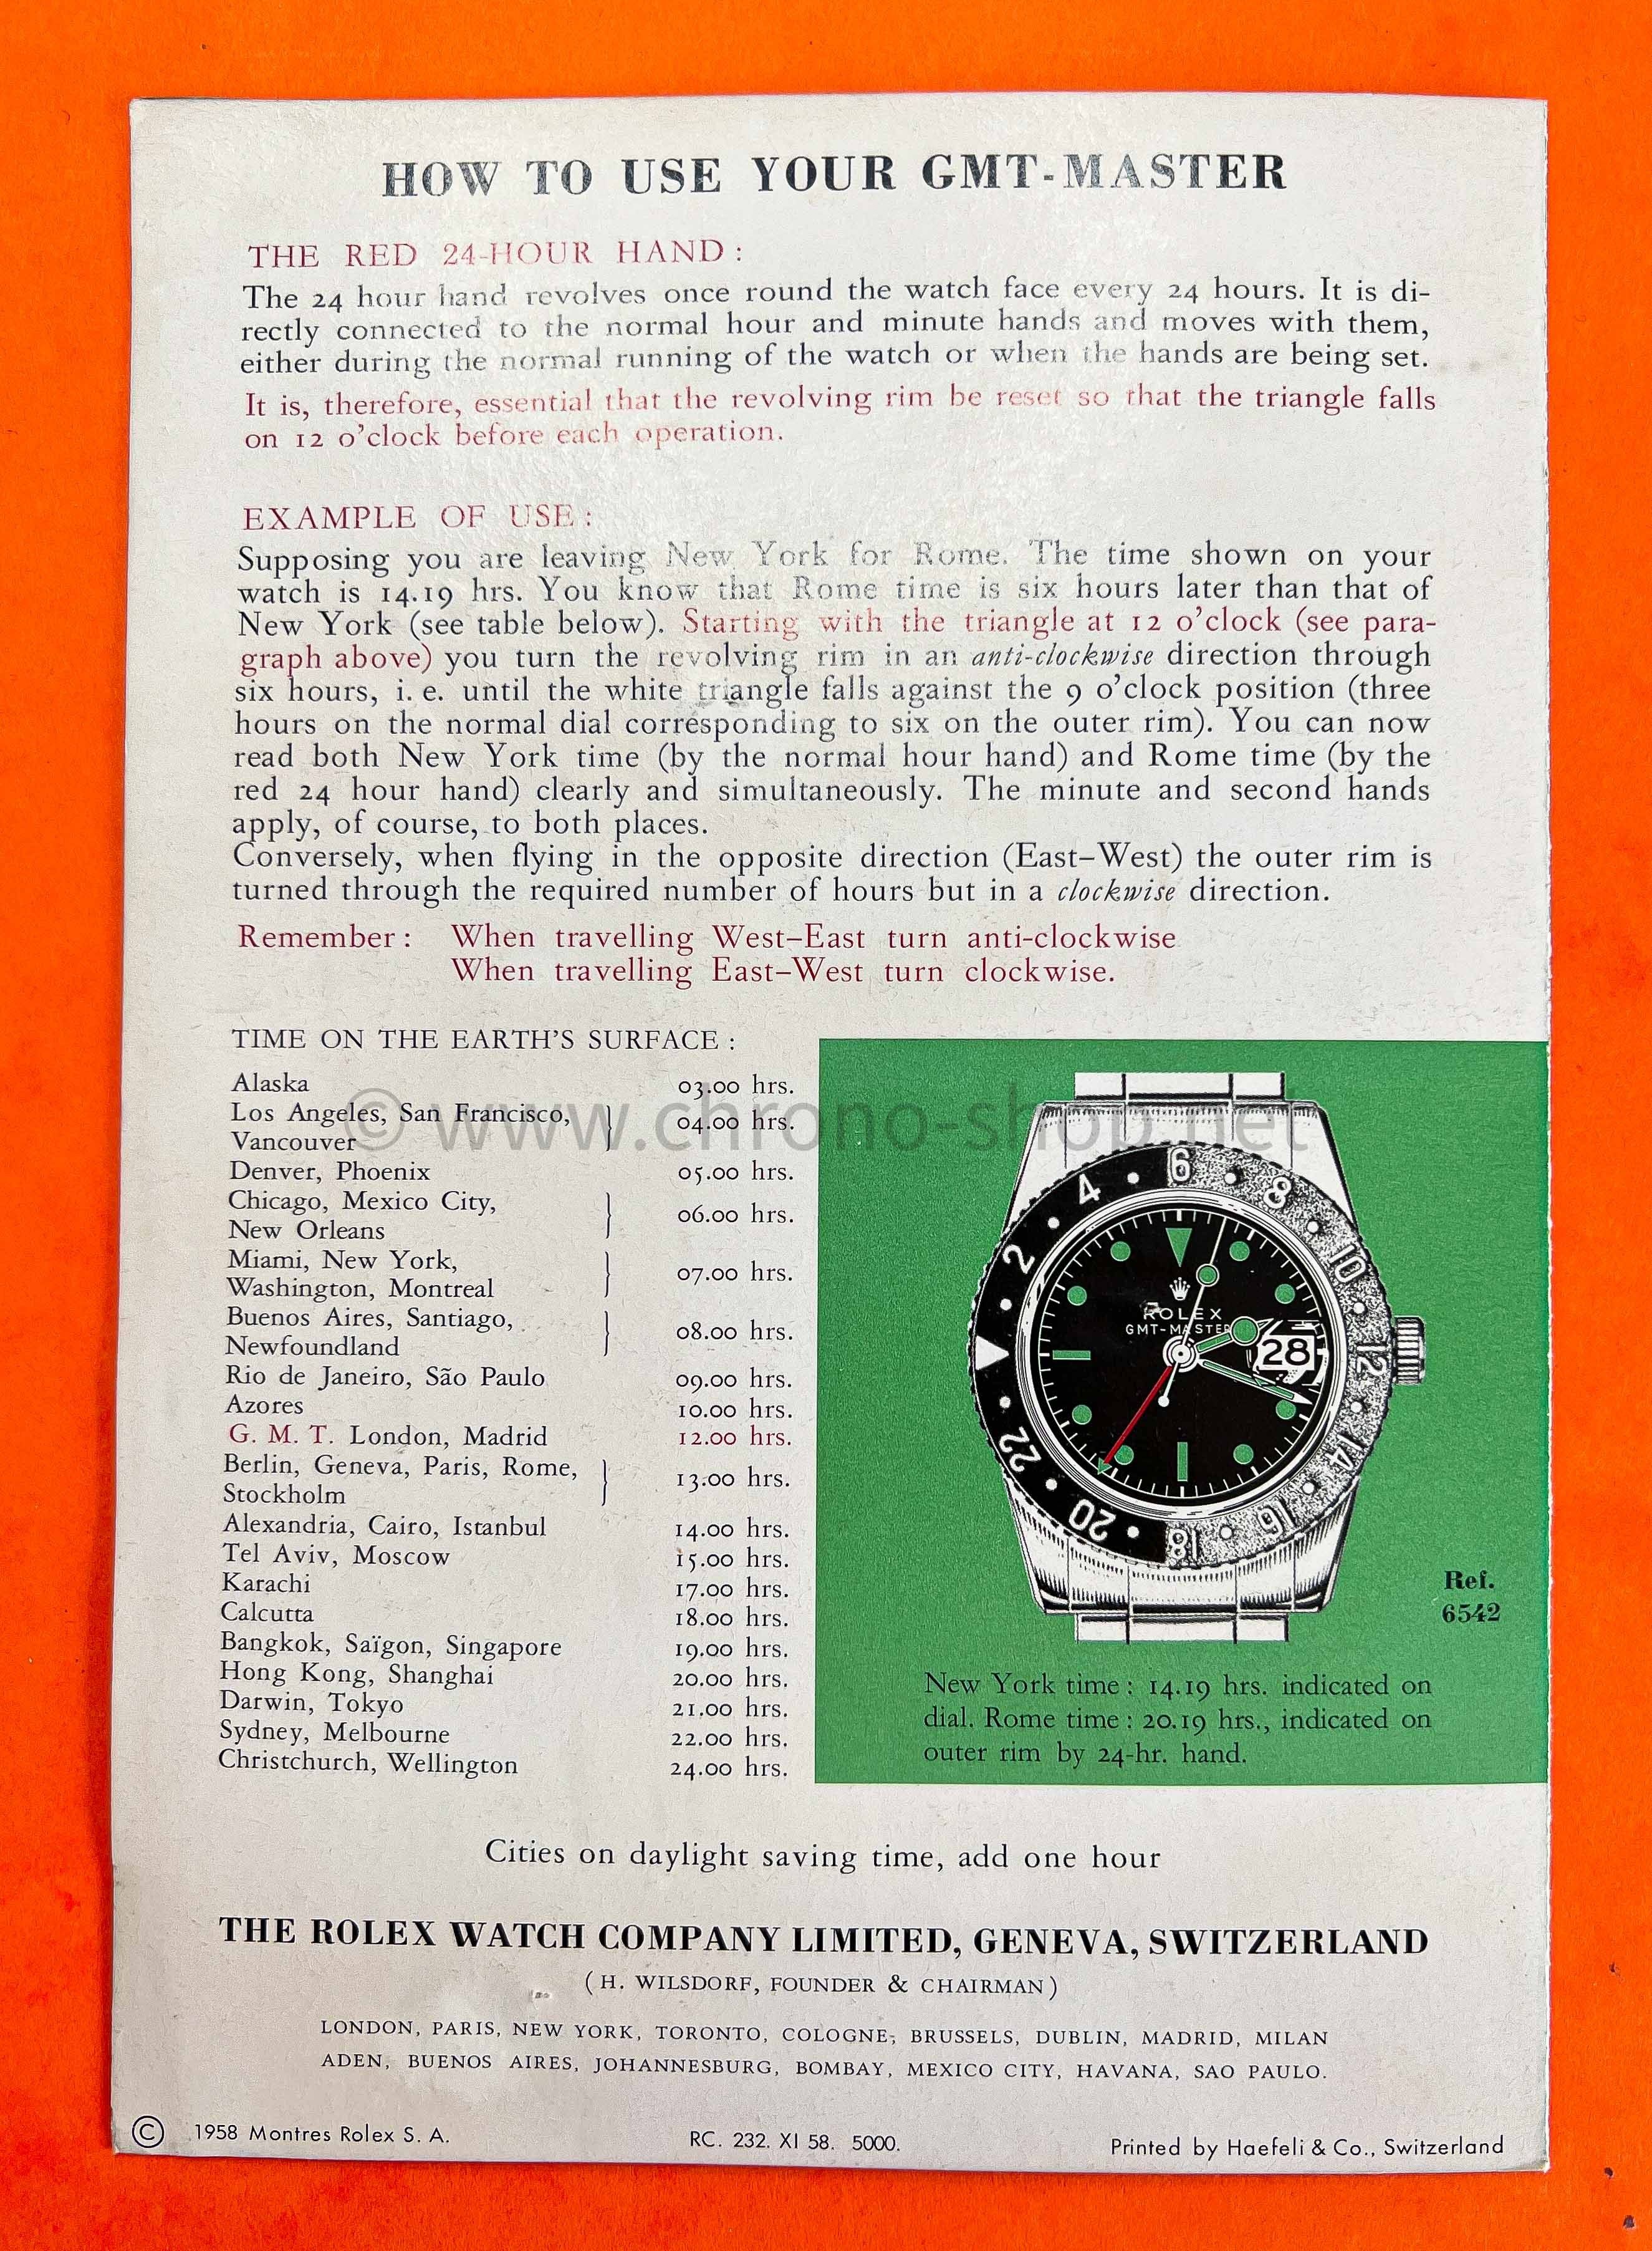 HOW TO USE YOUR GMT-MASTER
THE RED 24-HOUR HAND :
The 24 hour hand revolves once round the watch face every 24 hours. It is di-
rectly connected to the normal hour and minute hands and moves with them,
either during the normal running of the watch or when the hands are being set.
It is, therefore, essential that the revolving rim be reset so that the triangle falls
on 12 o'clock before each operation.
EXAMPLE OF USE :
Supposing you are leaving New York for Rome. The time shown on your
watch is 14.19 hrs. You know that Rome time is six hours later than that of
New York (see table below). Starting with the triangle at 12 o'clock (see para-
graph above) you turn the revolving rim in an anti-clockwise direction through
six hours, i. e. until the white triangle falls against the 9 o'clock position (three
hours on the normal dial corresponding to six on the outer rim). You can now
read both New York time (by the normal hour hand) and Rome time (by the
red 24 hour hand) clearly and simultaneously. The minute and second hands
apply, of course, to both places.
Conversely, when flying in the opposite direction (East–West) the outer rim is
turned through the required number of hours but in a clockwise direction.
Remember : When travelling West–East turn anti-clockwise
When travelling East–West turn clockwise.
TIME ON THE EARTH'S SURFACE :
Alaska 03.00 hrs.
Los Angeles, San Francisco,
Vancouver } 04.00 hrs.
Denver, Phoenix 05.00 hrs.
Chicago, Mexico City,
New Orleans } 06.00 hrs.
Miami, New York,
Washington, Montreal } 07.00 hrs.
Buenos Aires, Santiago,
Newfoundland } 08.00 hrs.
Rio de Janeiro, São Paulo 09.00 hrs.
Azores 10.00 hrs.
G. M. T. London, Madrid 12.00 hrs.
Berlin, Geneva, Paris, Rome,
Stockholm } 13.00 hrs.
Alexandria, Cairo, Istanbul 14.00 hrs.
Tel Aviv, Moscow 15.00 hrs.
Karachi 17.00 hrs.
Calcutta 18.00 hrs.
Bangkok, Saïgon, Singapore 19.00 hrs.
Hong Kong, Shanghai 20.00 hrs.
Darwin, Tokyo 21.00 hrs.
Sydney, Melbourne 22.00 hrs.
Christchurch, Wellington 24.00 hrs.
© www.chrono-shop.net
2 4 6 8 10 12 14 16 18 20 22
ROLEX
GMT-MASTER
28
Ref.
6542
New York time : 14.19 hrs. indicated on
dial. Rome time : 20.19 hrs., indicated on
outer rim by 24-hr. hand.
Cities on daylight saving time, add one hour
THE ROLEX WATCH COMPANY LIMITED, GENEVA, SWITZERLAND
(H. WILSDORF, FOUNDER & CHAIRMAN)
LONDON, PARIS, NEW YORK, TORONTO, COLOGNE, BRUSSELS, DUBLIN, MADRID, MILAN
ADEN, BUENOS AIRES, JOHANNESBURG, BOMBAY, MEXICO CITY, HAVANA, SAO PAULO.
© 1958 Montres Rolex S. A. RC. 232. XI 58. 5000. Printed by Haefeli & Co., Switzerland